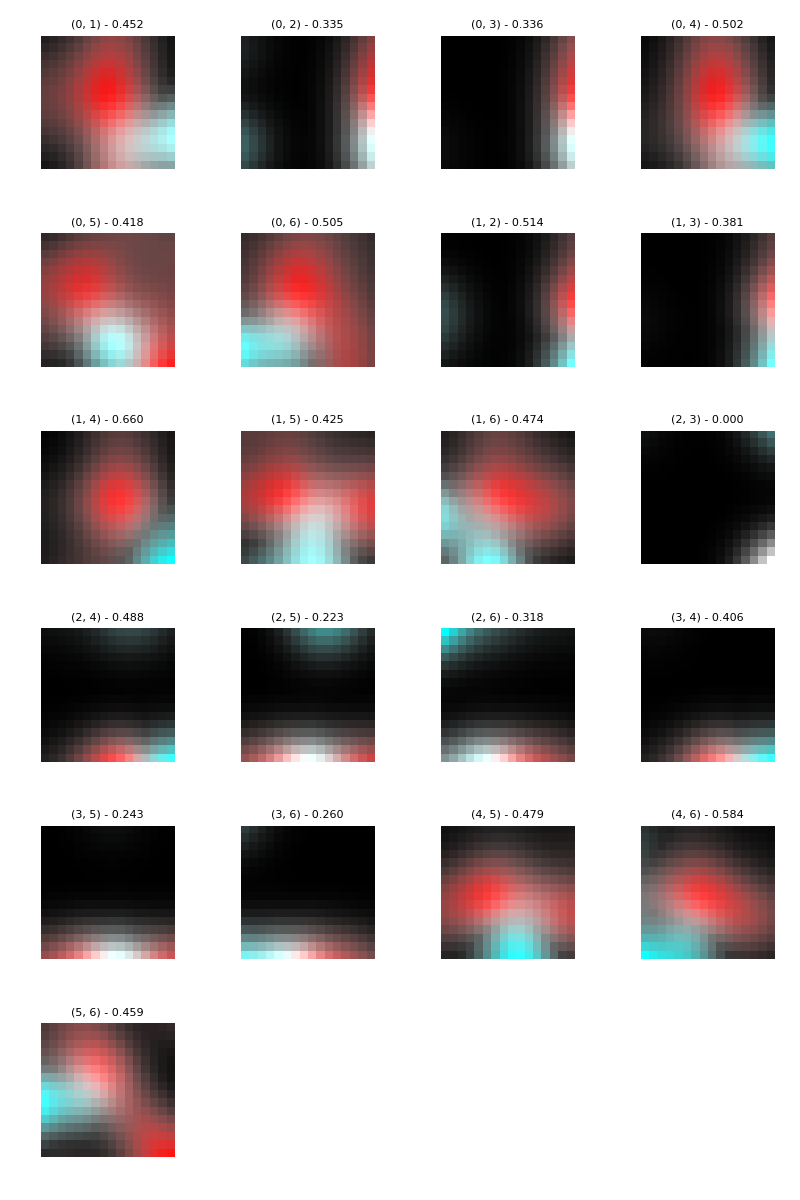 (0, 1) - 0.452
(0, 2) - 0.335
(0, 3) - 0.336
(0, 4) - 0.502
(0, 5) - 0.418
(0, 6) - 0.505
(1, 2) - 0.514
(1, 3) - 0.381
(1, 4) - 0.660
(1, 5) - 0.425
(1, 6) - 0.474
(2, 3) - 0.000
(2, 4) - 0.488
(2, 5) - 0.223
(2, 6) - 0.318
(3, 4) - 0.406
(3, 5) - 0.243
(3, 6) - 0.260
(4, 5) - 0.479
(4, 6) - 0.584
(5, 6) - 0.459